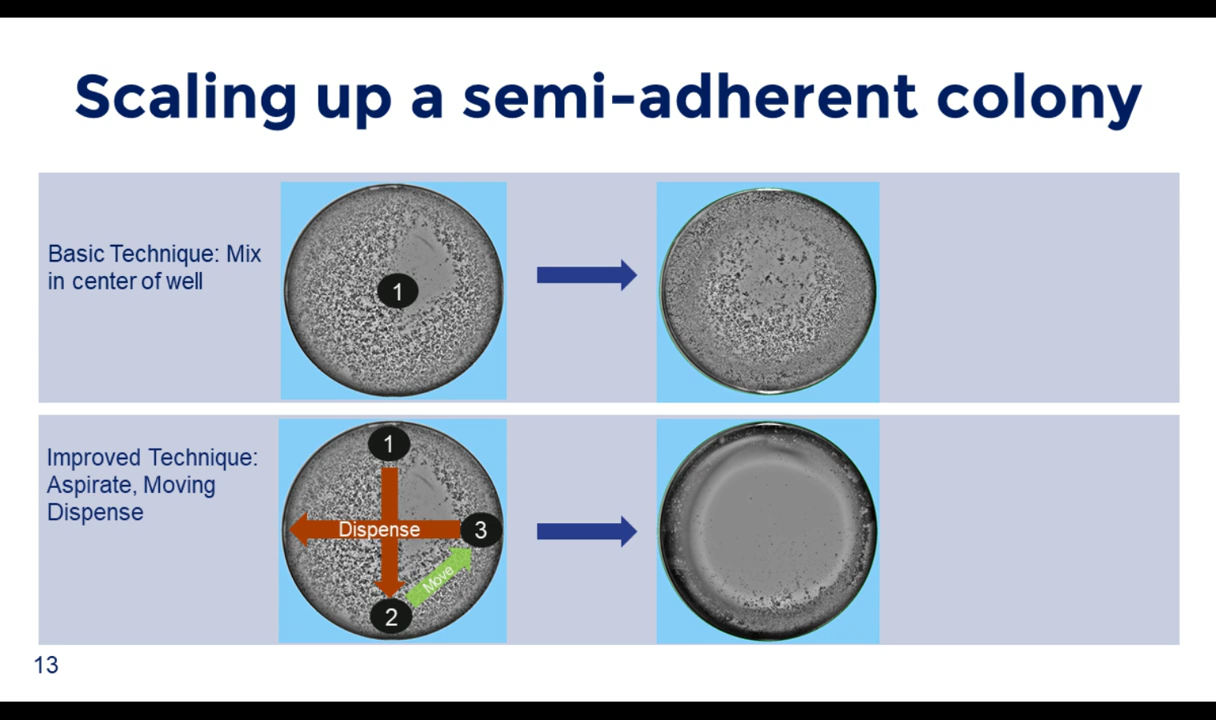 Scaling up a semi-adherent colony
Basic Technique: Mix
in center of well
1
Improved Technique:
Aspirate, Moving
Dispense
1
Dispense
3
Move
2
13